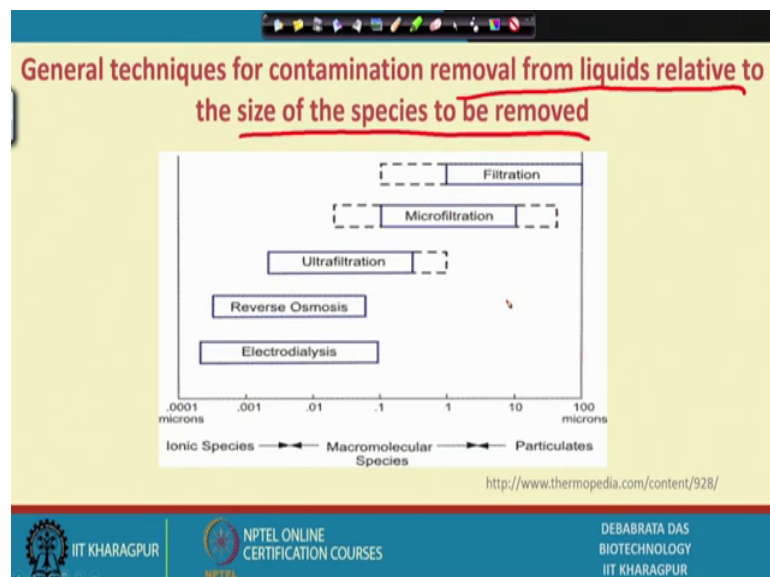 General techniques for contamination removal from liquids relative to
the size of the species to be removed
Filtration
Microfiltration
Ultrafiltration
Reverse Osmosis
Electrodialysis
.0001 .001 .01 .1 1 10 100
microns microns
Ionic Species Macromolecular Particulates
Species
http://www.thermopedia.com/content/928/
IIT KHARAGPUR
NPTEL ONLINE
CERTIFICATION COURSES
NPTEL
DEBABRATA DAS
BIOTECHNOLOGY
IIT KHARAGPUR